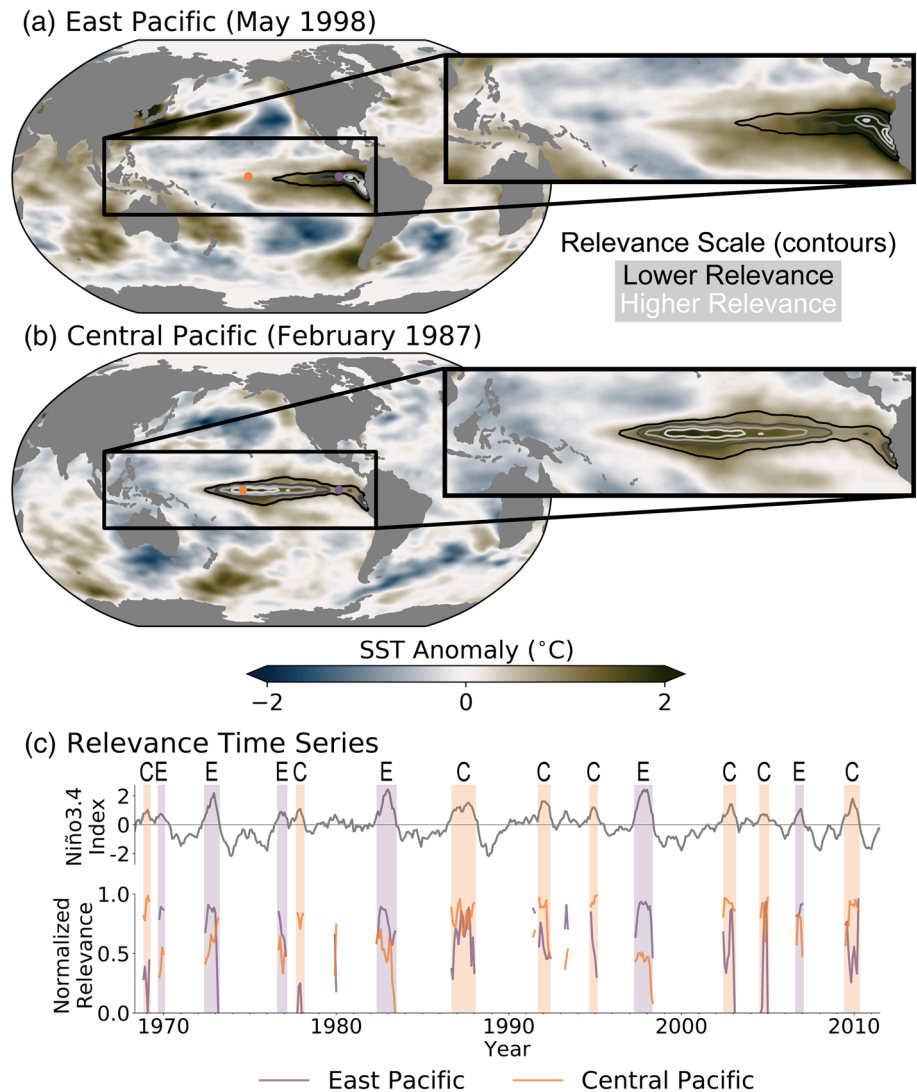 (a) East Pacific (May 1998)
Relevance Scale (contours)
Lower Relevance
Higher Relevance
(b) Central Pacific (February 1987)
SST Anomaly (°C)
−2 0 2
(c) Relevance Time Series
C E E E C E C C C E C C E C
Niño3.4
Index
2
0
−2
Normalized
Relevance
1.0
0.5
0.0
1970 1980 1990 2000 2010
Year
East Pacific Central Pacific